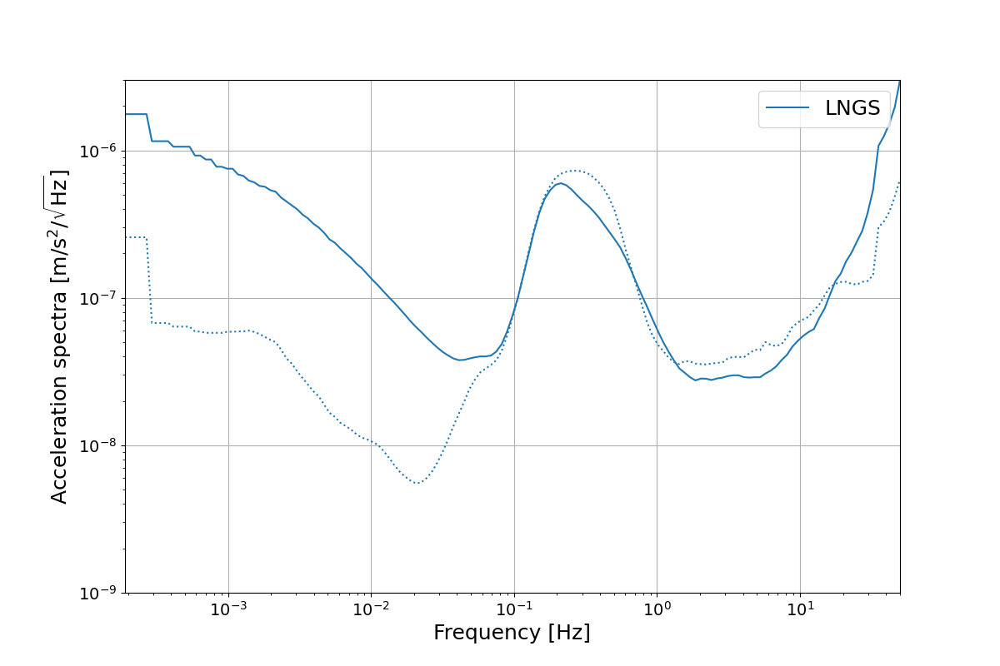 LNGS
Acceleration spectra [m/s²/√Hz]
10⁻⁶
10⁻⁷
10⁻⁸
10⁻⁹
10⁻³ 10⁻² 10⁻¹ 10⁰ 10¹
Frequency [Hz]